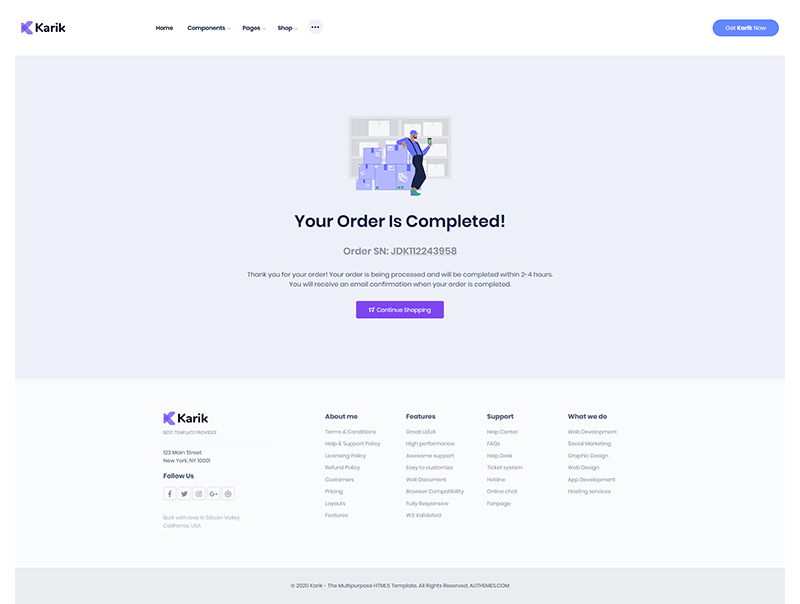 Karik
Home Components Pages Shop
Get Karik Now
Your Order Is Completed!
Order SN: JDK112243958
Thank you for your order! Your order is being processed and will be completed within 2-4 hours.
You will receive an email confirmation when your order is completed.
Continue Shopping
Karik
BEST TEMPLATE PROVIDER
123 Main Street
New York, NY 10001
Follow Us
Built with love in Silicon Valley,
California, USA
About me
Terms & Conditions
Help & Support Policy
Licensing Policy
Refund Policy
Customers
Pricing
Layouts
Features
Features
Great UI/UX
High performance
Awesome support
Easy to customize
Well Document
Browser Compatibility
Fully Responsive
W3 Validated
Support
Help Center
FAQs
Help Desk
Ticket system
Hotline
Online chat
Fanpage
What we do
Web Development
Social Marketing
Graphic Design
Web Design
App Development
Hosting services
© 2020 Karik - The Multipurpose HTML5 Template. All Rights Reserved. ALITHEMES.COM